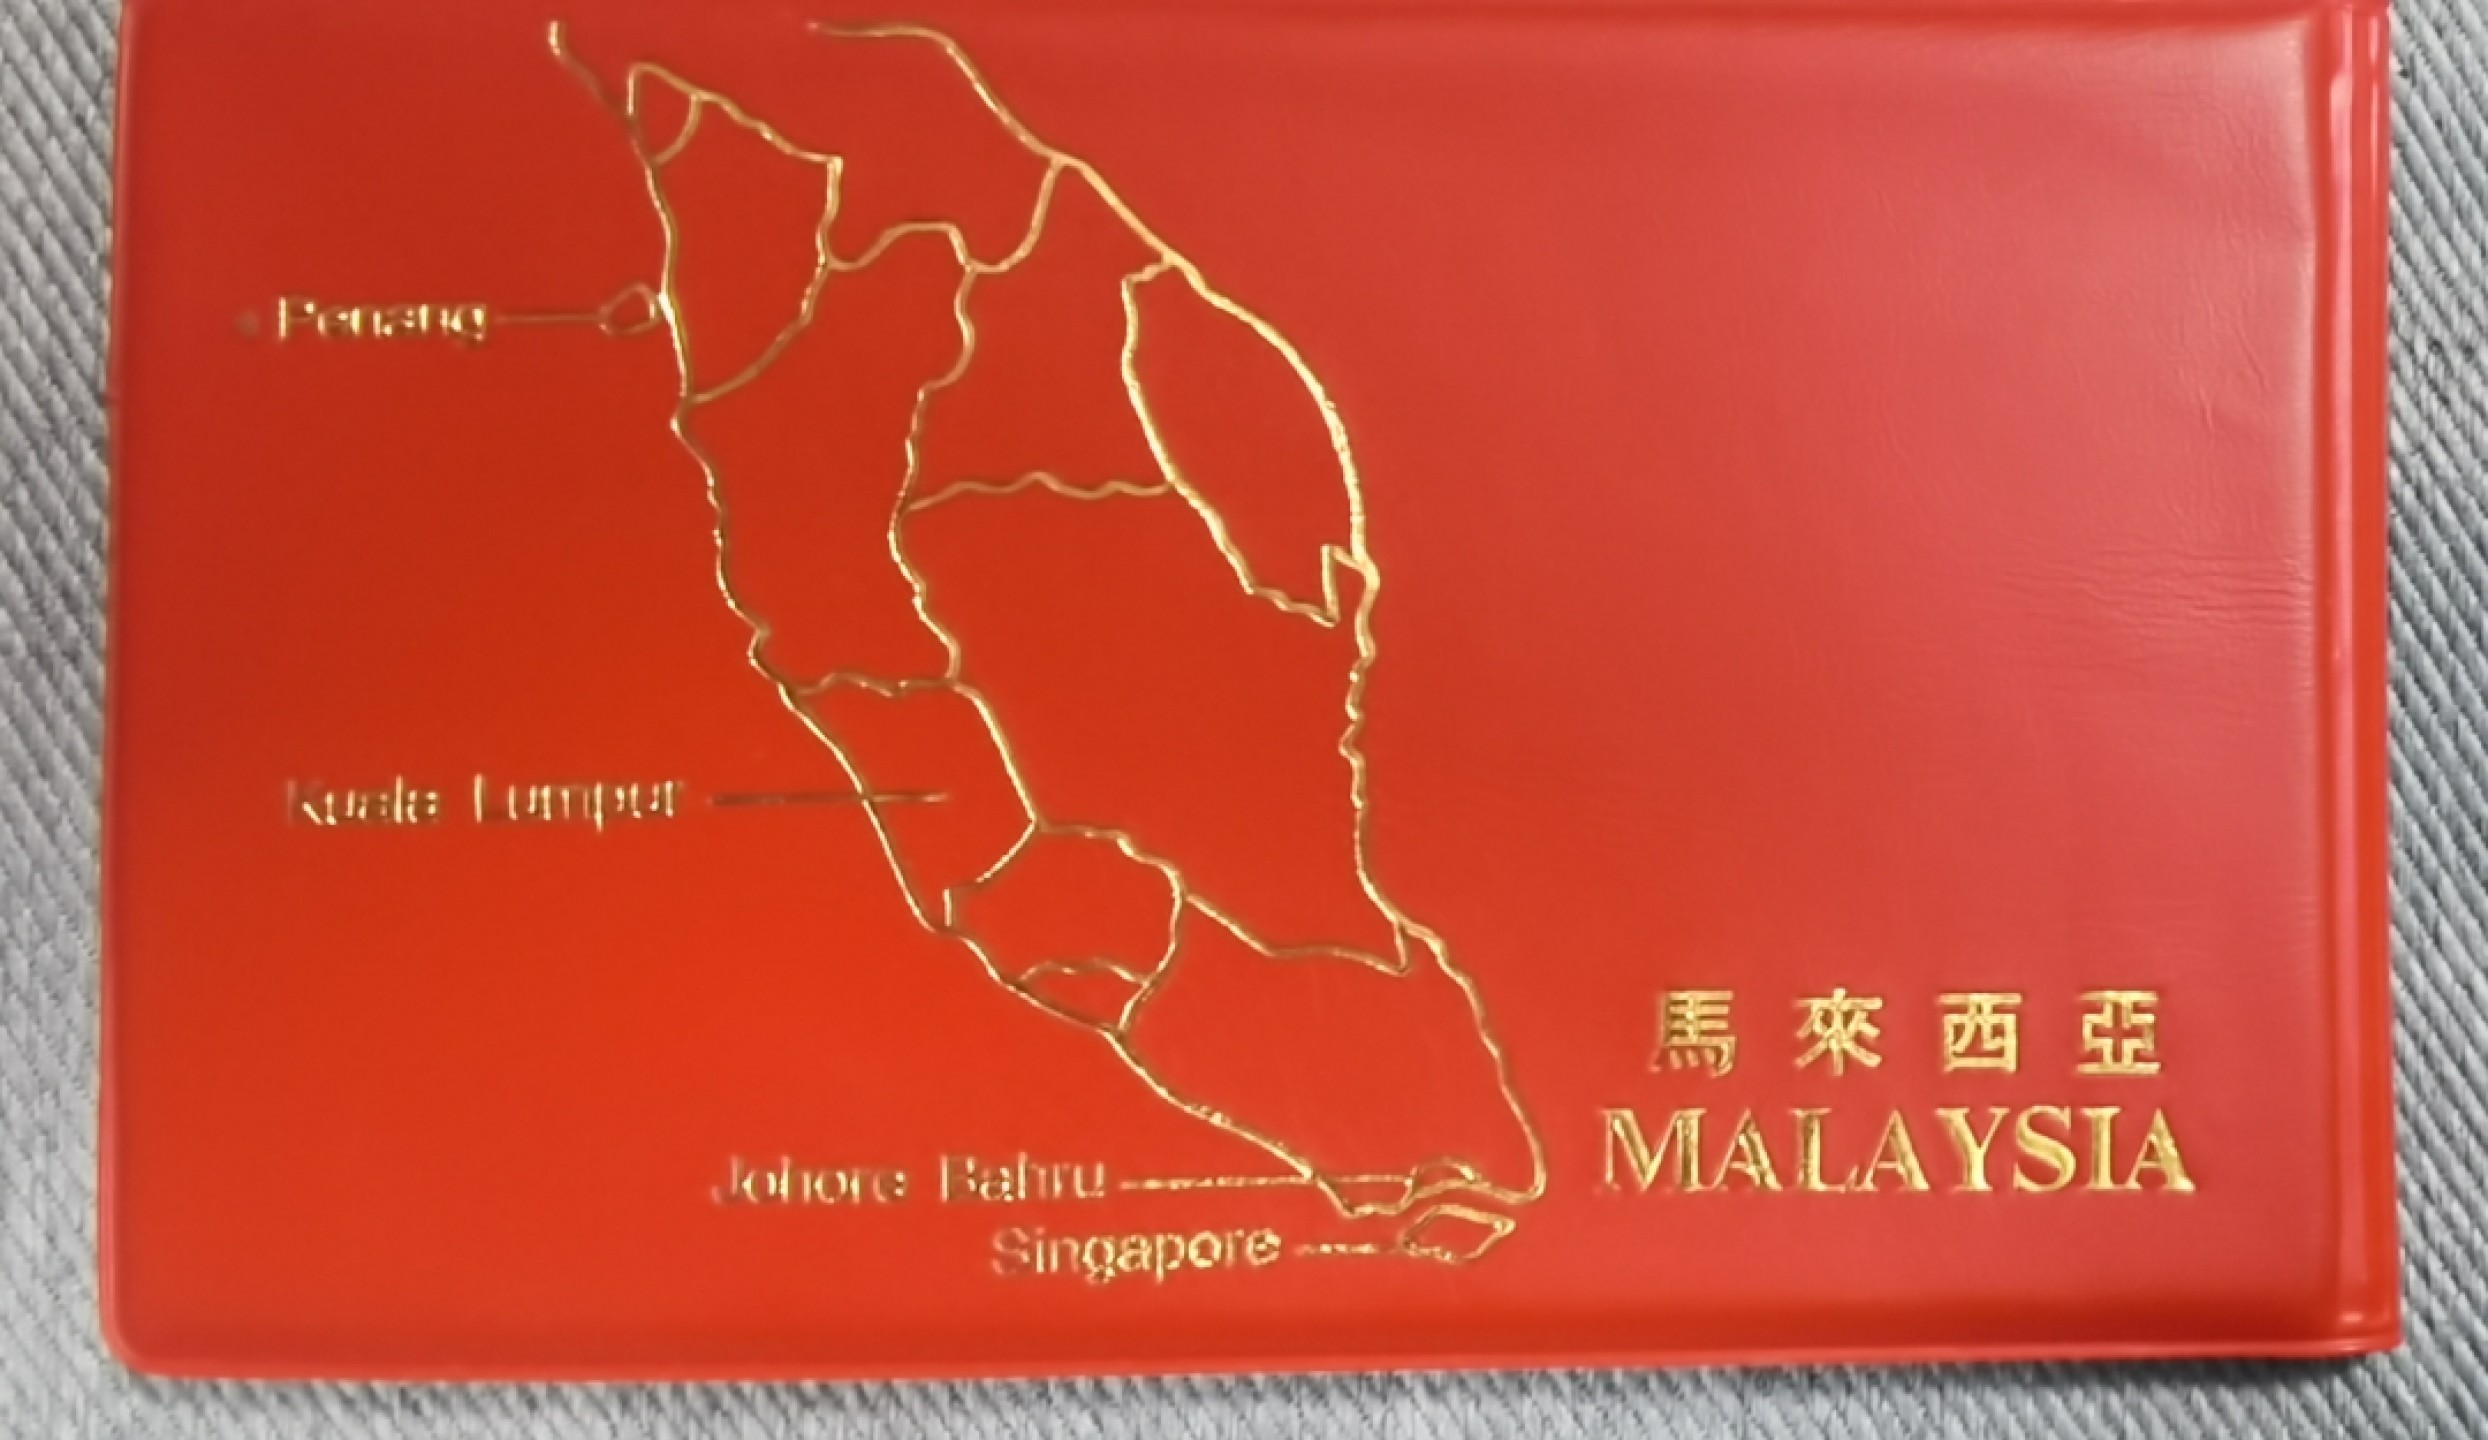 Penang
Kuala Lumpur
馬來西亞
MALAYSIA
Johore Bahru
Singapore